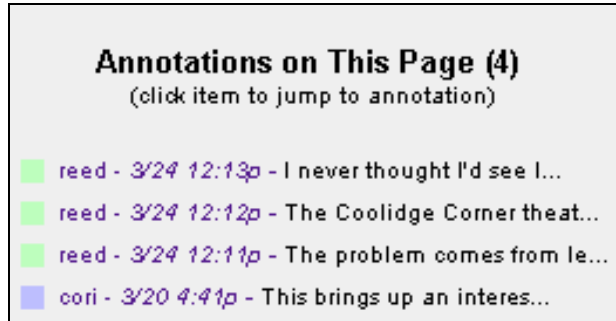 Annotations on This Page (4)
(click item to jump to annotation)
reed - 3/24 12:13p - I never thought I'd see I...
reed - 3/24 12:12p - The Coolidge Corner theat...
reed - 3/24 12:11p - The problem comes from le...
cori - 3/20 4:41p - This brings up an interes...